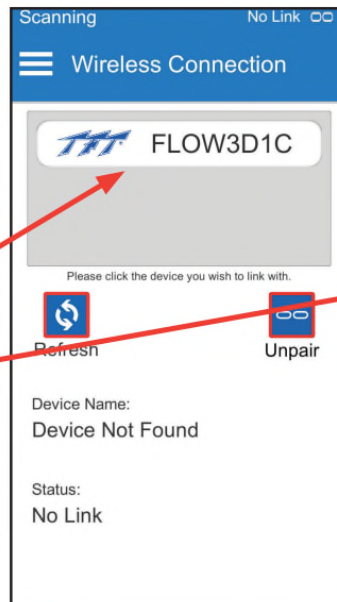 Scanning No Link
Wireless Connection
TFT FLOW3D1C
Please click the device you wish to link with.
Refresh Unpair
Device Name:
Device Not Found
Status:
No Link